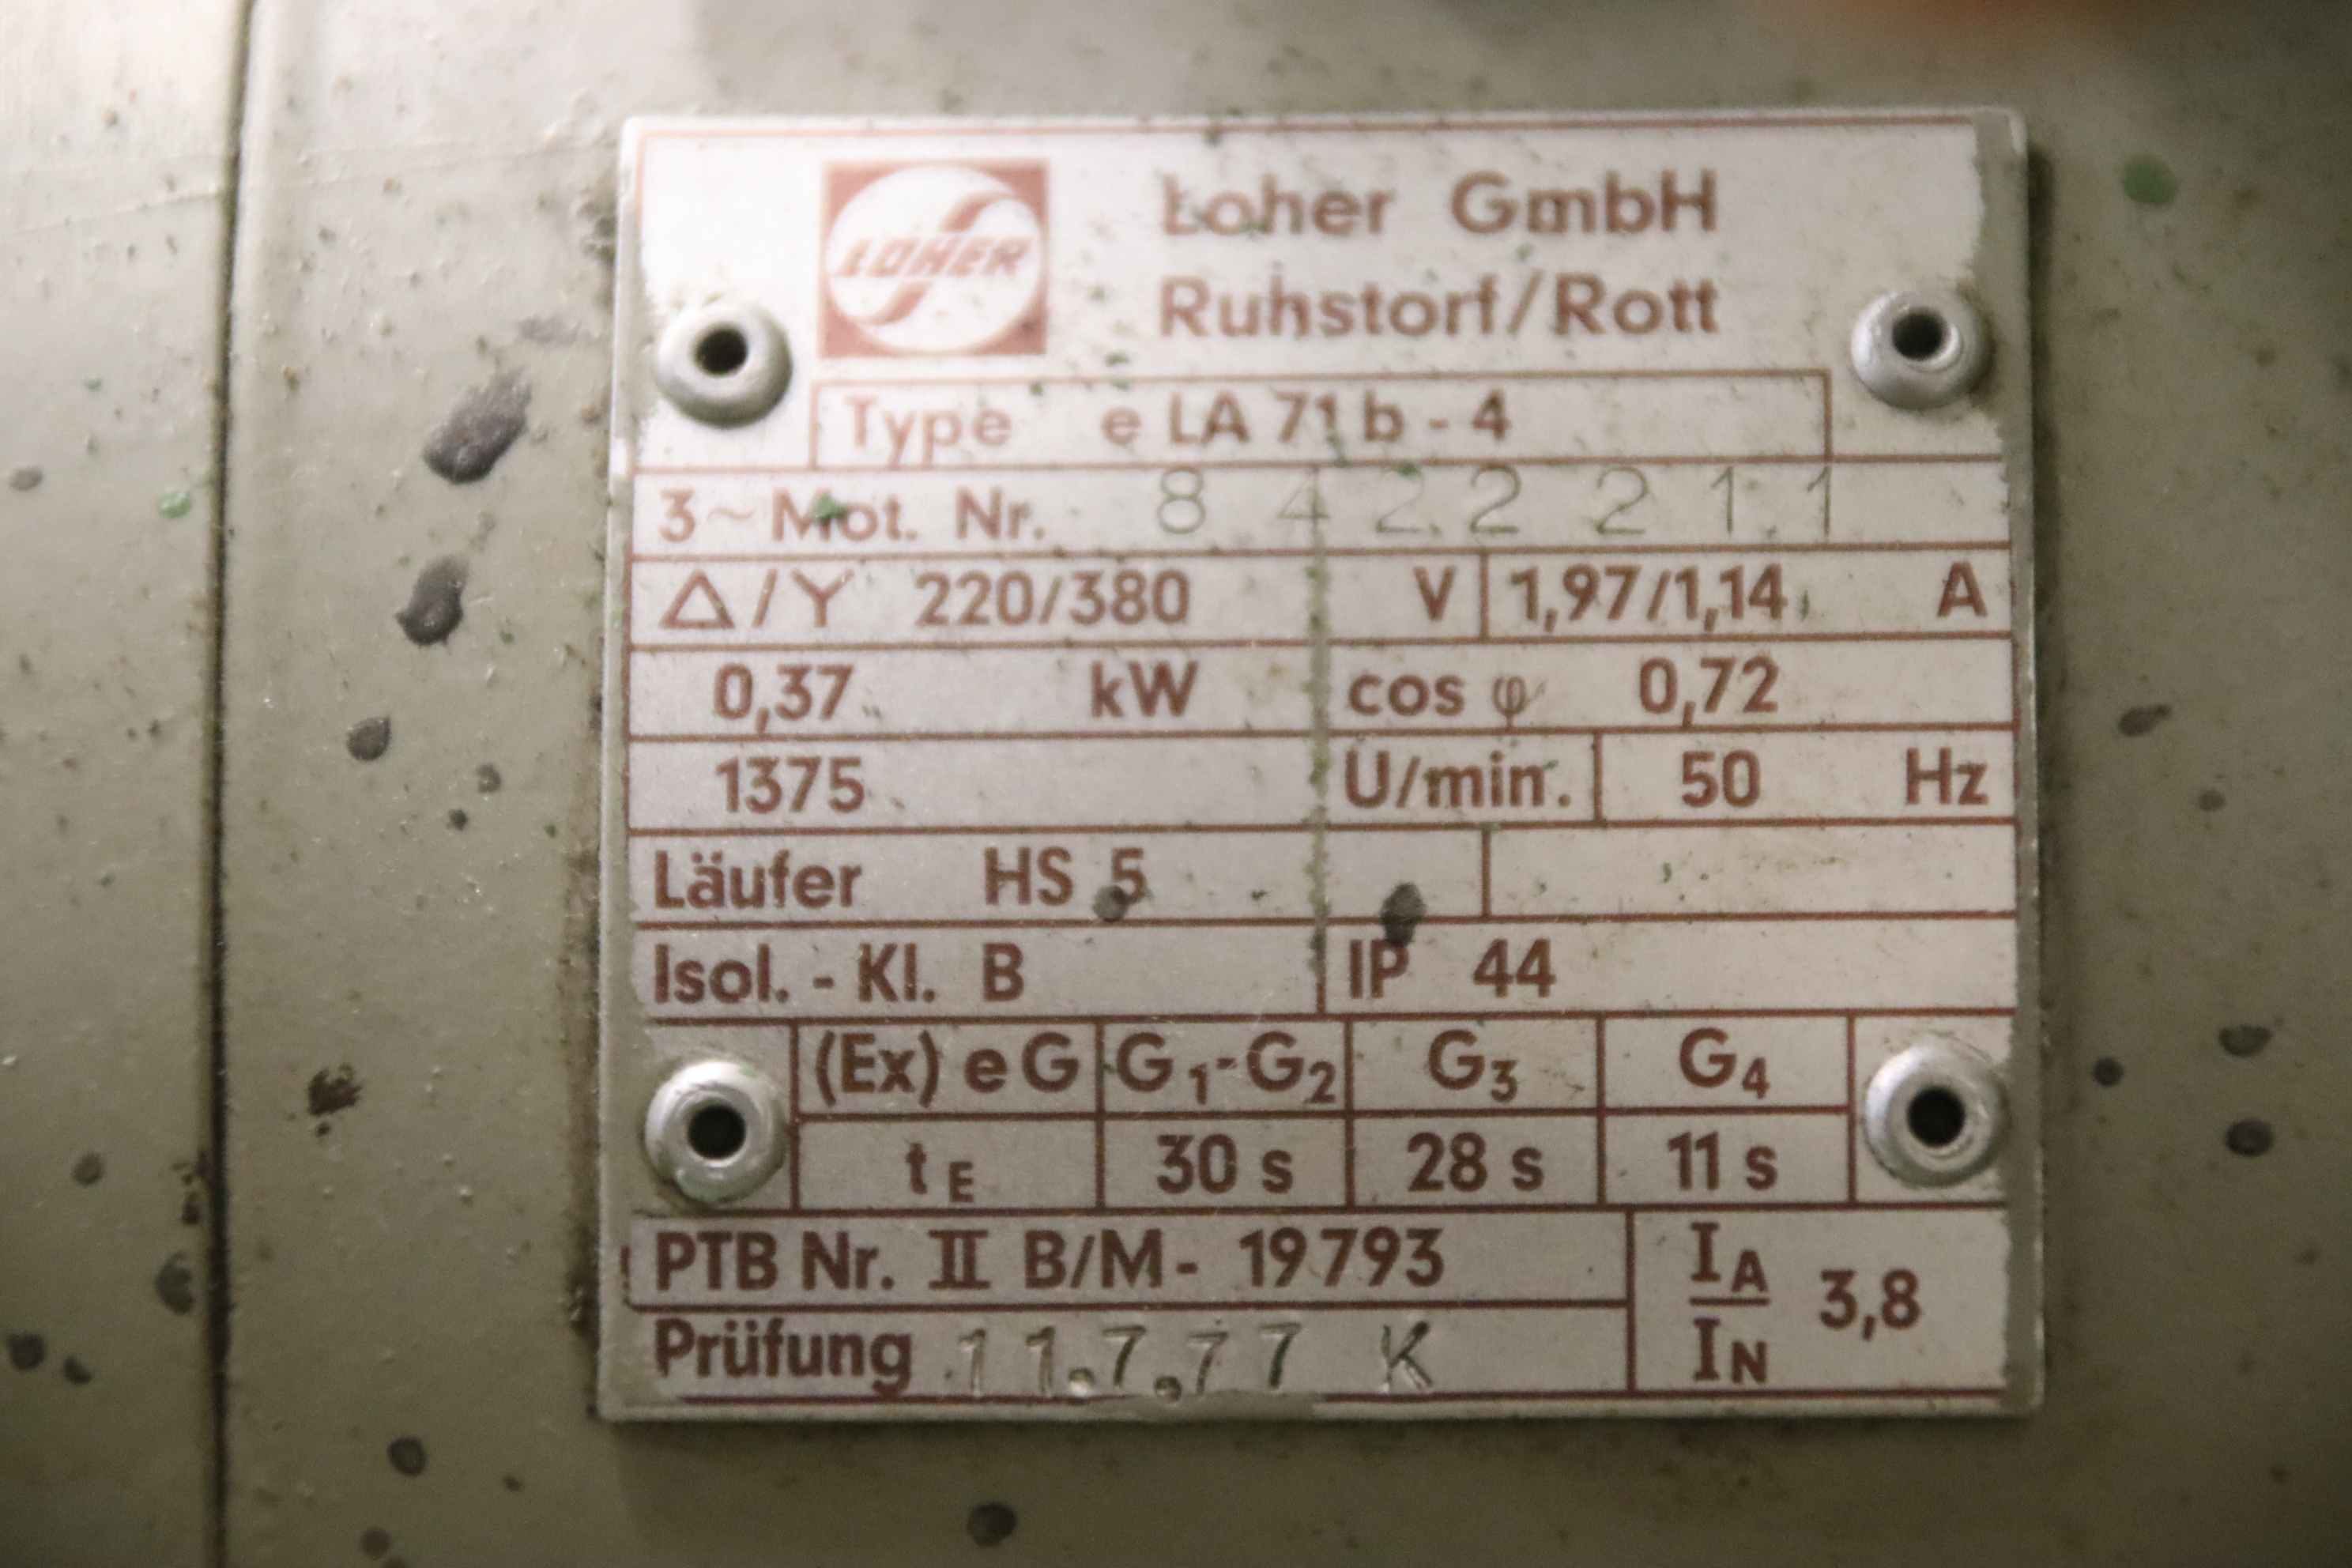 LOHER
Loher GmbH
Ruhstorf/Rott
Type e LA 71 b - 4
3~Mot. Nr. 8 4 2 2 2 1 1
Δ/Y 220/380 V 1,97/1,14 A
0,37 kW cos φ 0,72
1375 U/min. 50 Hz
Läufer HS 5
Isol. - Kl. B IP 44
(Ex) e G G1-G2 G3 G4
tE 30 s 28 s 11 s
PTB Nr. II B/M - 19793
IA/IN 3,8
Prüfung 11.7.77 K